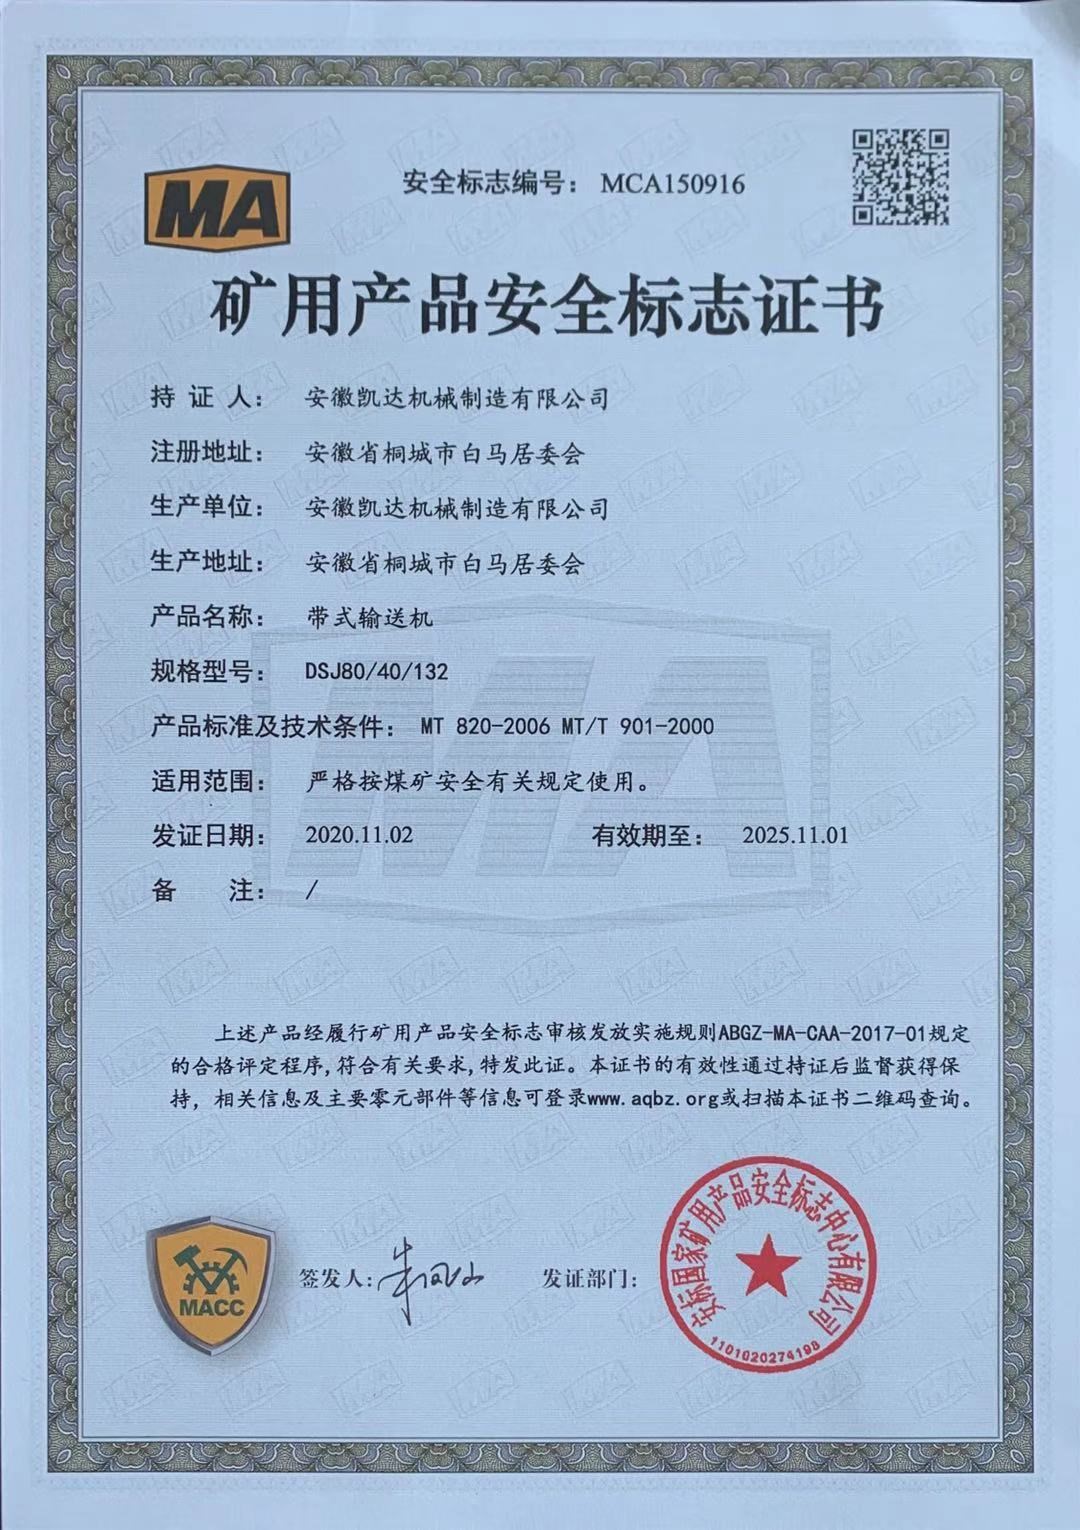 MA
安全标志编号： MCA150916
矿用产品安全标志证书
持 证 人： 安徽凯达机械制造有限公司
注册地址： 安徽省桐城市白马居委会
生产单位： 安徽凯达机械制造有限公司
生产地址： 安徽省桐城市白马居委会
产品名称： 带式输送机
规格型号： DSJ80/40/132
产品标准及技术条件： MT 820-2006 MT/T 901-2000
适用范围： 严格按煤矿安全有关规定使用。
发证日期： 2020.11.02 有效期至： 2025.11.01
备 注： /
上述产品经履行矿用产品安全标志审核发放实施规则ABGZ-MA-CAA-2017-01规定
的合格评定程序,符合有关要求,特发此证。本证书的有效性通过持证后监督获得保
持，相关信息及主要零元部件等信息可登录www.aqbz.org或扫描本证书二维码查询。
MACC
签发人：
发证部门：
安标国家矿用产品安全标志中心有限公司
1101020274198